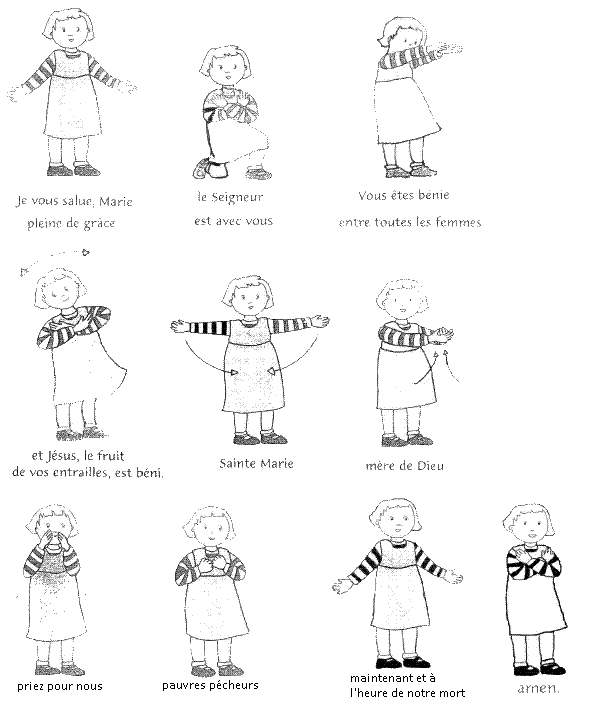 Je vous salue, Marie
pleine de grâce
le Seigneur
est avec vous
Vous êtes bénie
entre toutes les femmes
et Jésus, le fruit
de vos entrailles, est béni.
Sainte Marie
mère de Dieu
priez pour nous
pauvres pécheurs
maintenant et à
l'heure de notre mort
amen.